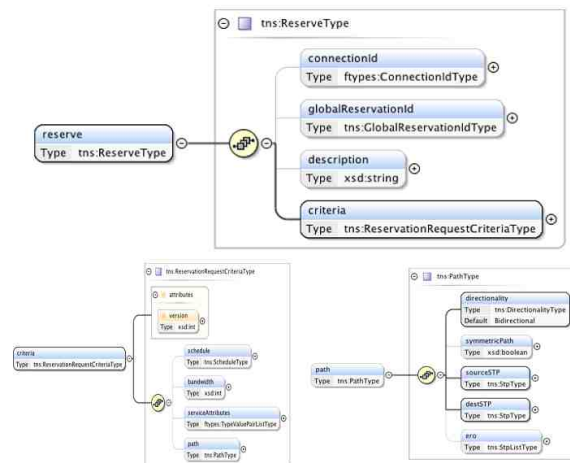 tns:ReserveType
connectionId
Type ftypes:ConnectionIdType
globalReservationId
Type tns:GlobalReservationIdType
reserve
Type tns:ReserveType
description
Type xsd:string
criteria
Type tns:ReservationRequestCriteriaType
tns:ReservationRequestCriteriaType
attributes
version
Type xsd:int
criteria
Type tns:ReservationRequestCriteriaType
schedule
Type tns:ScheduleType
bandwidth
Type xsd:int
serviceAttributes
Type ftypes:TypeValuePairListType
path
Type tns:PathType
tns:PathType
directionality
Type tns:DirectionalityType
Default Bidirectional
symmetricPath
Type xsd:boolean
path
Type tns:PathType
sourceSTP
Type tns:StpType
destSTP
Type tns:StpType
ero
Type tns:StpListType